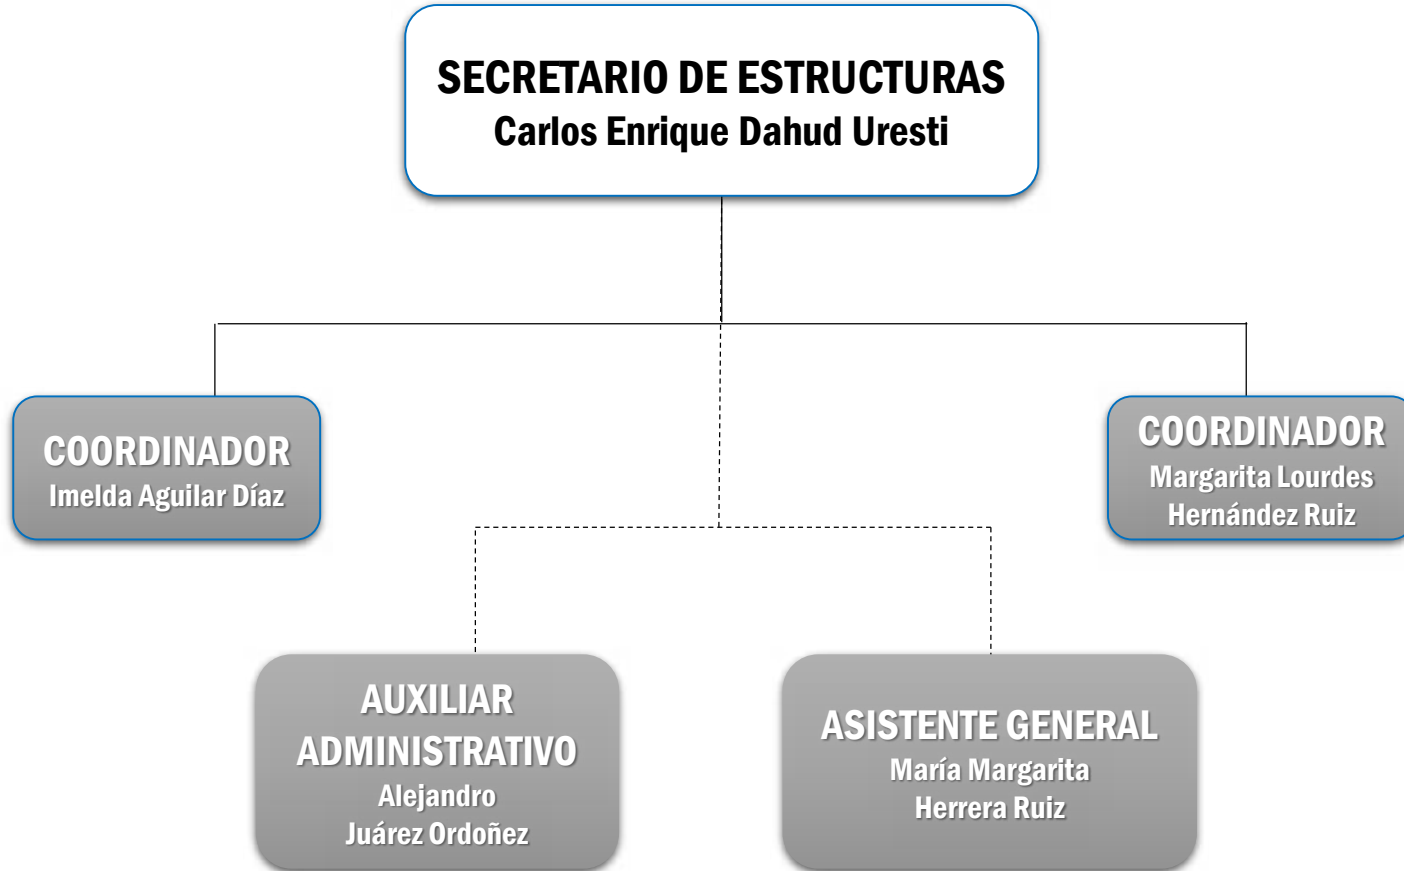 SECRETARIO DE ESTRUCTURAS
Carlos Enrique Dahud Uresti
COORDINADOR
Imelda Aguilar Díaz
COORDINADOR
Margarita Lourdes
Hernández Ruiz
AUXILIAR
ADMINISTRATIVO
Alejandro
Juárez Ordoñez
ASISTENTE GENERAL
María Margarita
Herrera Ruiz